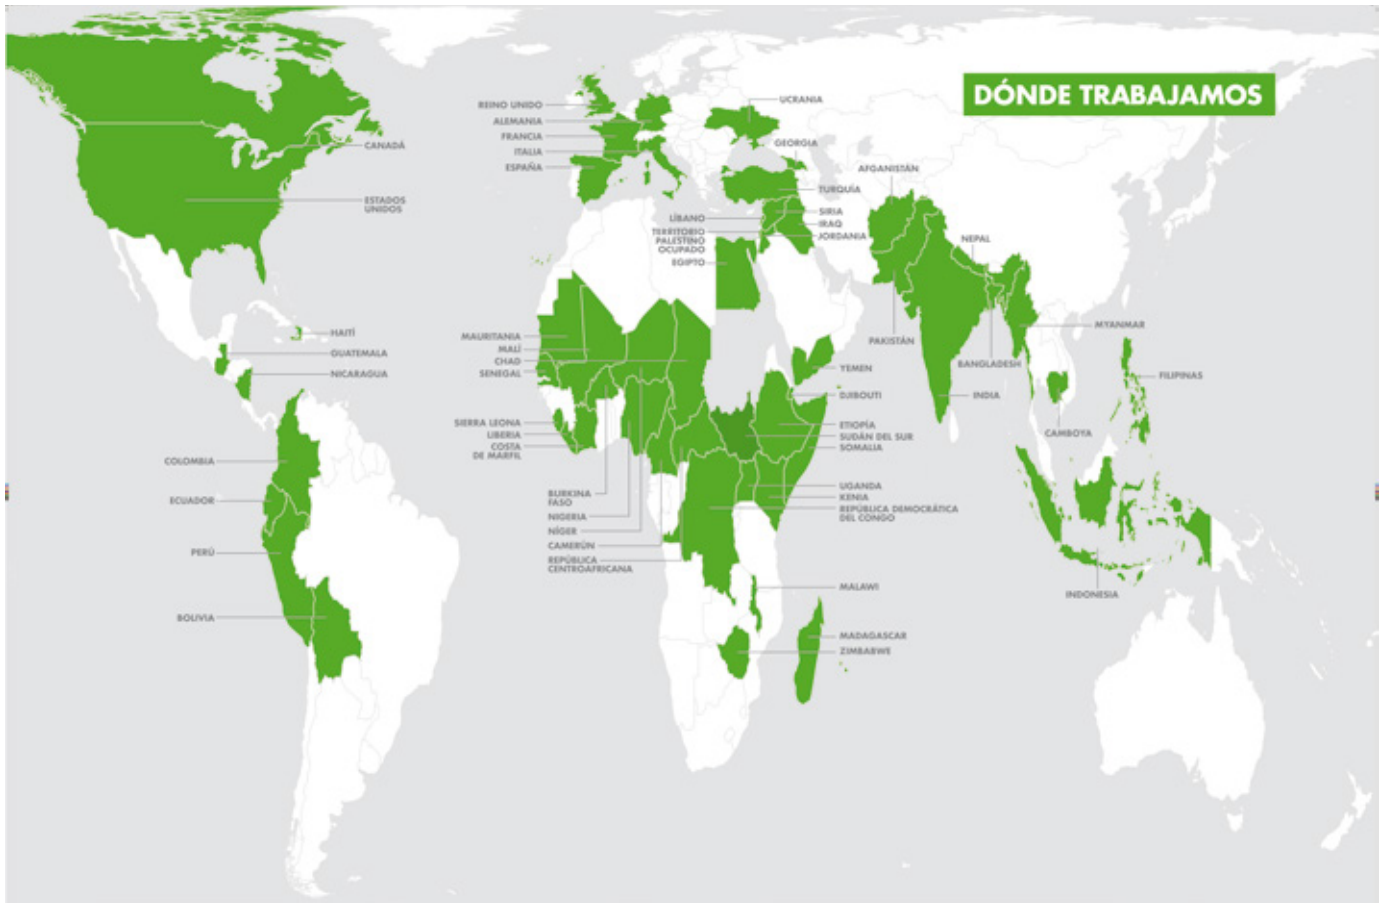 DÓNDE TRABAJAMOS
REINO UNIDO
ALEMANIA
FRANCIA
ITALIA
ESPAÑA
UCRANIA
GEORGIA
AFGANISTÁN
TURQUÍA
SIRIA
IRAQ
JORDANIA
LÍBANO
TERRITORIO
PALESTINO
OCUPADO
EGIPTO
NEPAL
CANADÁ
ESTADOS
UNIDOS
HAITÍ
GUATEMALA
NICARAGUA
MAURITANIA
MALÍ
CHAD
SENEGAL
PAKISTÁN
BANGLADESH
MYANMAR
YEMEN
DJIBOUTI
INDIA
FILIPINAS
SIERRA LEONA
LIBERIA
COSTA
DE MARFIL
ETIOPÍA
SUDÁN DEL SUR
SOMALIA
CAMBOYA
COLOMBIA
ECUADOR
PERÚ
BOLIVIA
BURKINA
FASO
NIGERIA
NÍGER
CAMERÚN
REPÚBLICA
CENTROAFRICANA
UGANDA
KENIA
REPÚBLICA DEMOCRÁTICA
DEL CONGO
MALAWI
MADAGASCAR
ZIMBABWE
INDONESIA